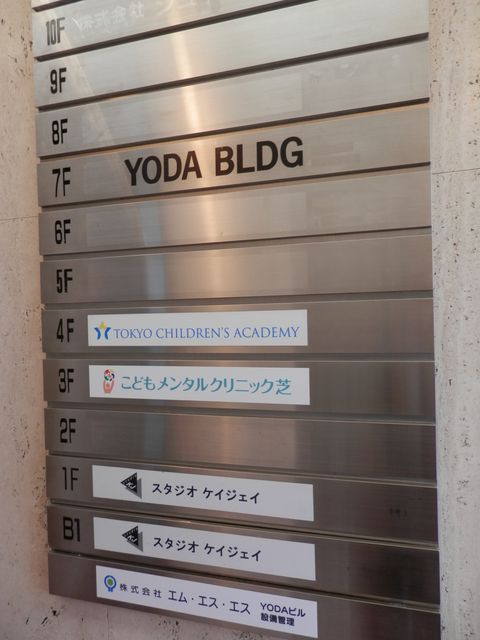 10F
9F
8F
7F YODA BLDG
6F
5F
4F TOKYO CHILDREN'S ACADEMY
3F こどもメンタルクリニック芝
2F
1F スタジオ ケイジェイ
B1 スタジオ ケイジェイ
株式会社 エム・エス・エス YODAビル
設備管理